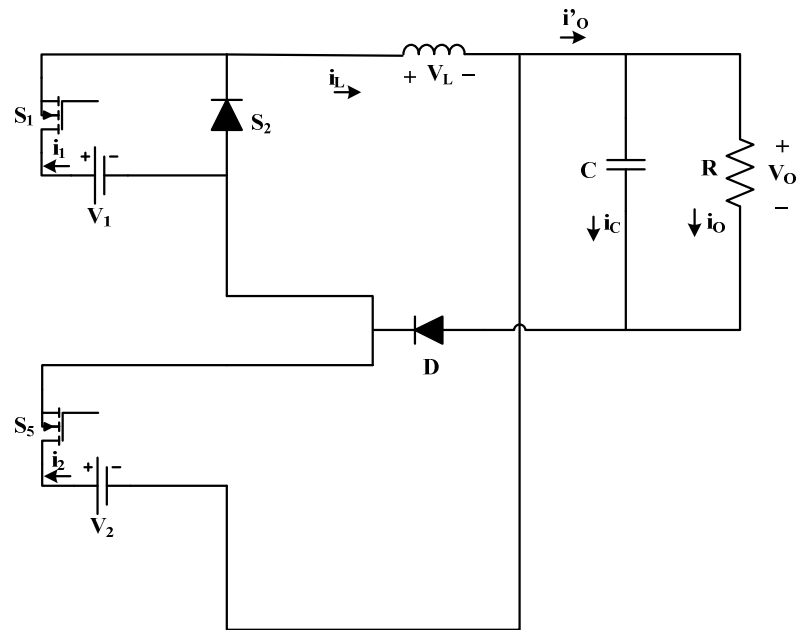 i'O
iL
+ VL −
S1
S2
i1
+ −
V1
C
R
+
VO
−
iC
iO
D
S5
i2
+ −
V2